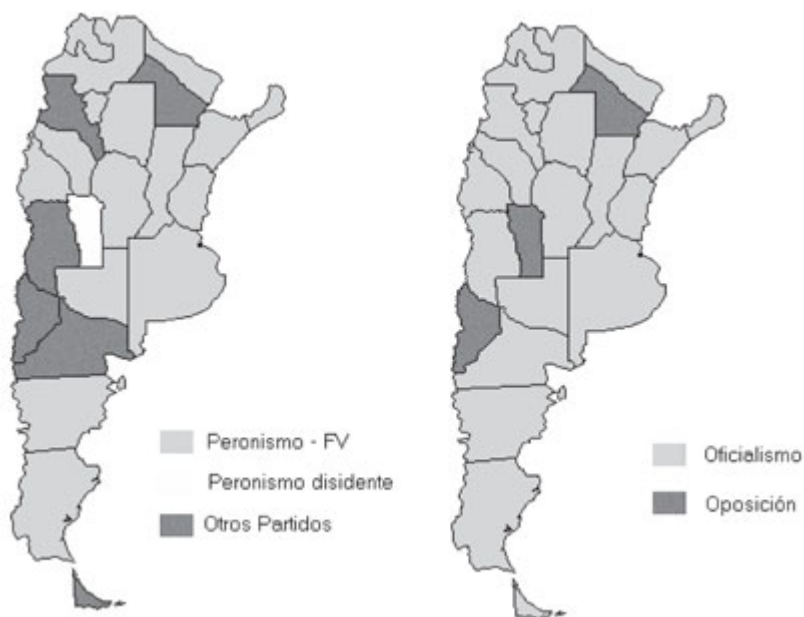 Peronismo - FV
Peronismo disidente
Otros Partidos
Oficialismo
Oposición